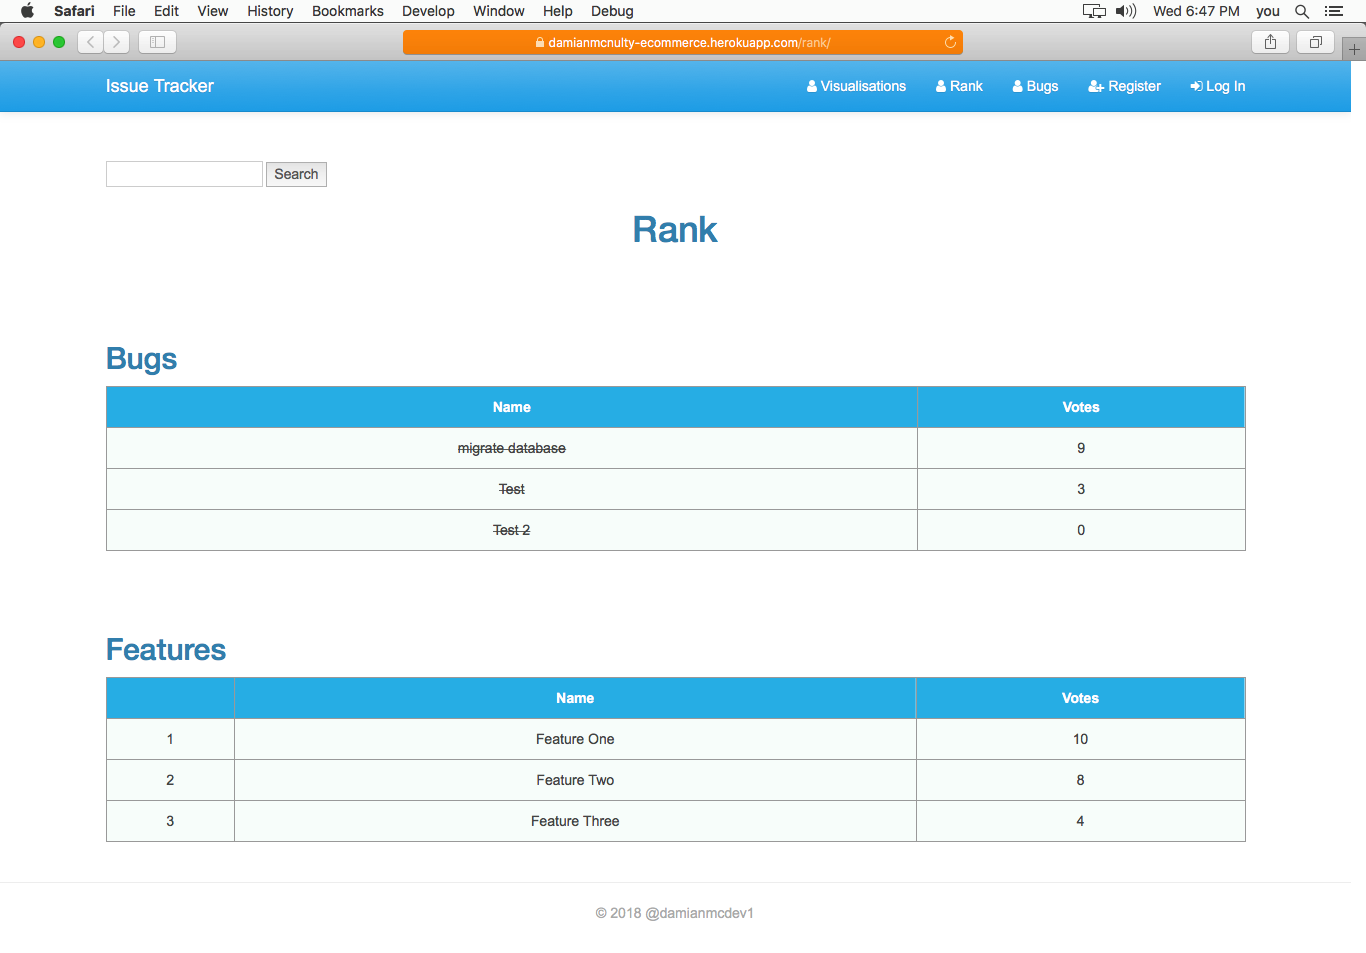 Safari File Edit View History Bookmarks Develop Window Help Debug Wed 6:47 PM you
damianmcnulty-ecommerce.herokuapp.com/rank/
Issue Tracker Visualisations Rank Bugs Register Log In
Search
Rank
Bugs
Name Votes
migrate database 9
Test 3
Test 2 0
Features
Name Votes
1 Feature One 10
2 Feature Two 8
3 Feature Three 4
© 2018 @damianmcdev1